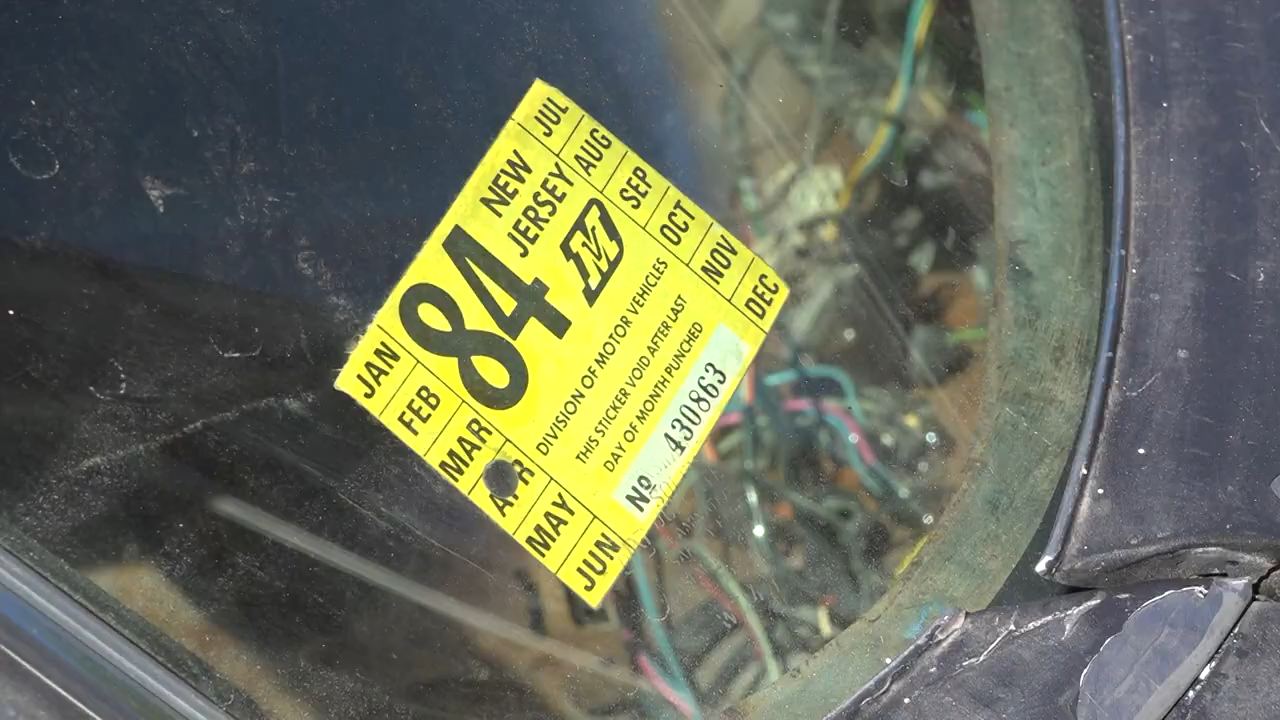 NEW
JERSEY
84
M
DIVISION OF MOTOR VEHICLES
THIS STICKER VOID AFTER LAST
DAY OF MONTH PUNCHED
Nº 430863
JAN
FEB
MAR
APR
MAY
JUN
JUL
AUG
SEP
OCT
NOV
DEC